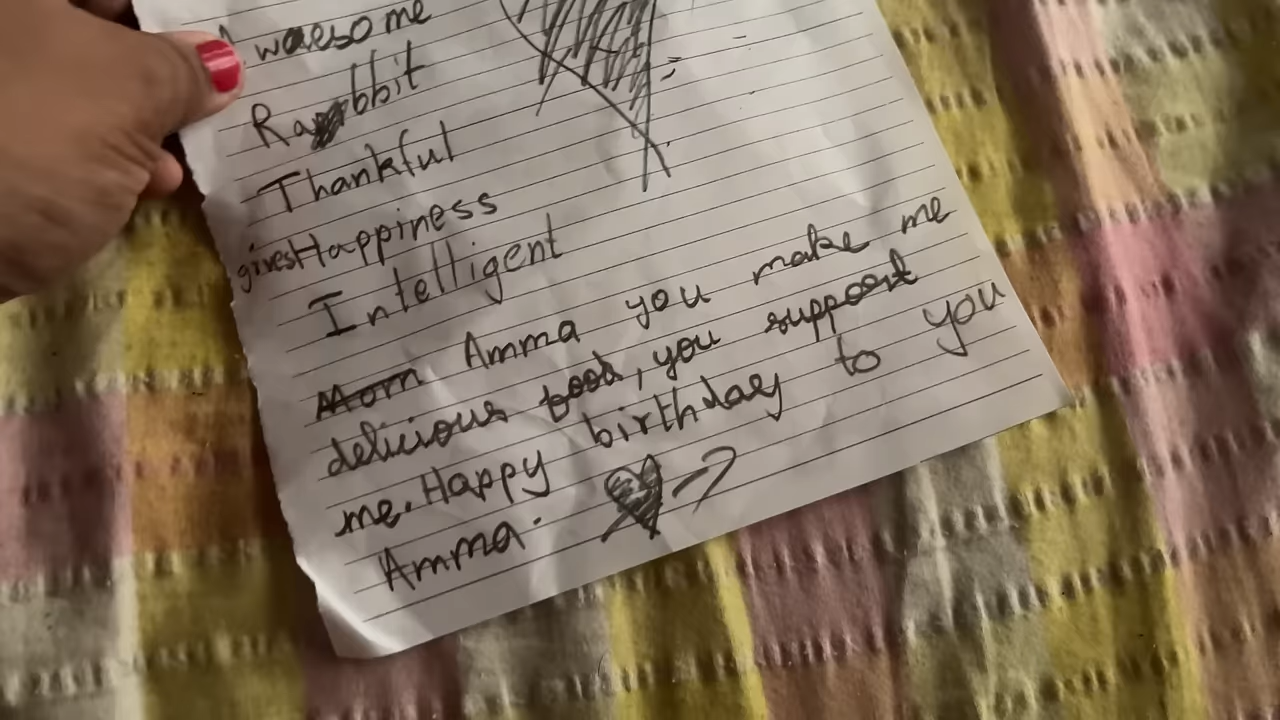 Awaesome
Rabbit
Thankful
givesHappiness
Intelligent
Mom Amma you make me
delicious food, you support
me. Happy birthday to you
Amma.